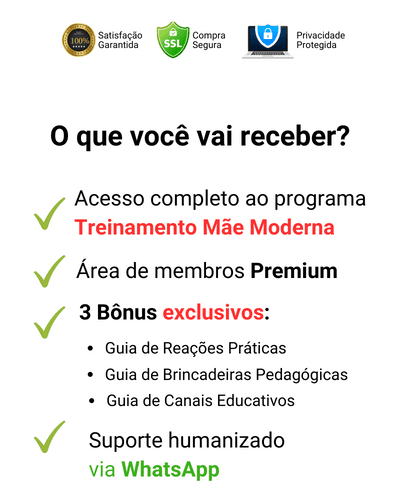 100%
Satisfação
Garantida
SSL
Compra
Segura
Privacidade
Protegida
O que você vai receber?
Acesso completo ao programa
Treinamento Mãe Moderna
Área de membros Premium
3 Bônus exclusivos:
• Guia de Reações Práticas
• Guia de Brincadeiras Pedagógicas
• Guia de Canais Educativos
Suporte humanizado
via WhatsApp